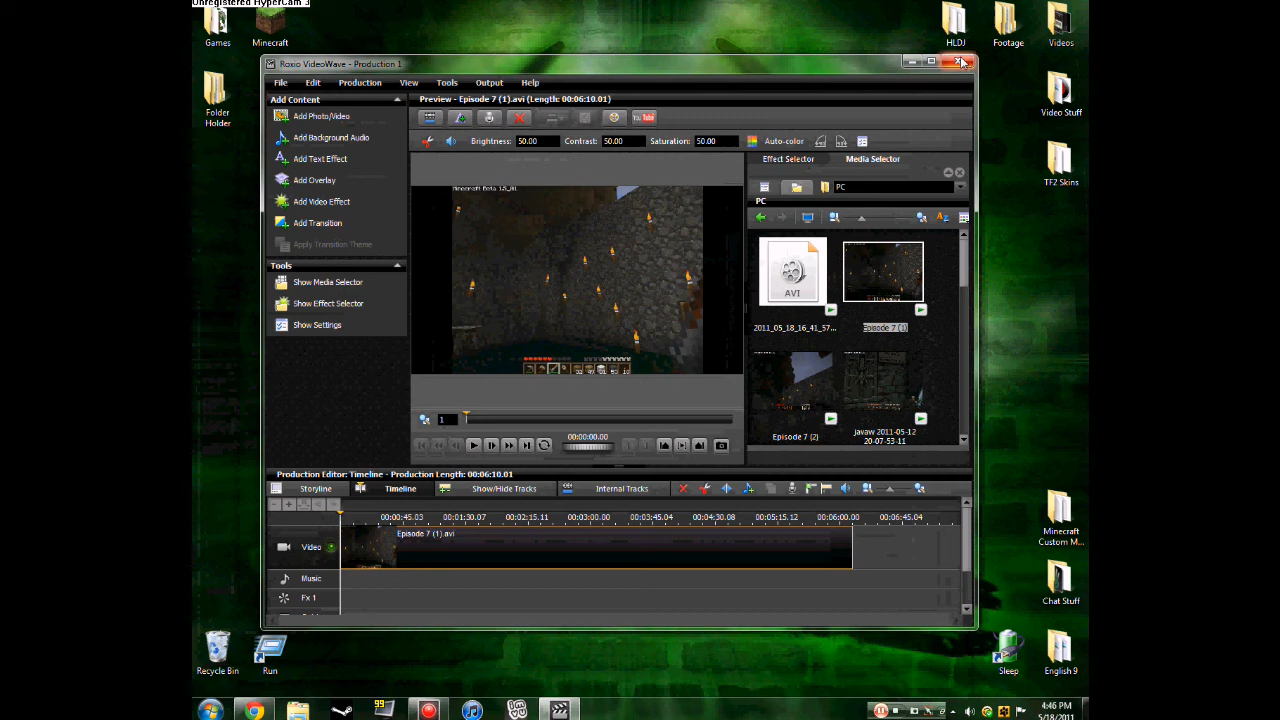 Unregistered HyperCam 3
Games
Minecraft
HLDJ
Footage
Videos
Folder
Holder
Video Stuff
TF2 Skins
Minecraft
Custom M...
Chat Stuff
Recycle Bin
Run
Sleep
English 9
Roxio VideoWave - Production 1
File Edit Production View Tools Output Help
Add Content
Preview - Episode 7 (1).avi (Length: 00:06:10.01)
Add Photo/Video
Add Background Audio
Add Text Effect
Add Overlay
Add Video Effect
Add Transition
Apply Transition Theme
Tools
Show Media Selector
Show Effect Selector
Show Settings
You Tube
Brightness: 50.00 Contrast: 50.00 Saturation: 50.00 Auto-color
Effect Selector Media Selector
PC
PC
AVI
2011_05_18_16_41_57...
Episode 7 (1)
Episode 7 (2)
javaw 2011-05-12
20-07-53-11
1
00:00:00.00
Production Editor: Timeline - Production Length: 00:06:10.01
Storyline Timeline Show/Hide Tracks Internal Tracks
00:00:45.03 00:01:30.07 00:02:15.11 00:03:00.00 00:03:45.04 00:04:30.08 00:05:15.12 00:06:00.00 00:06:45.04
Video
Episode 7 (1).avi
Music
Fx 1
99
4:46 PM
5/18/2011